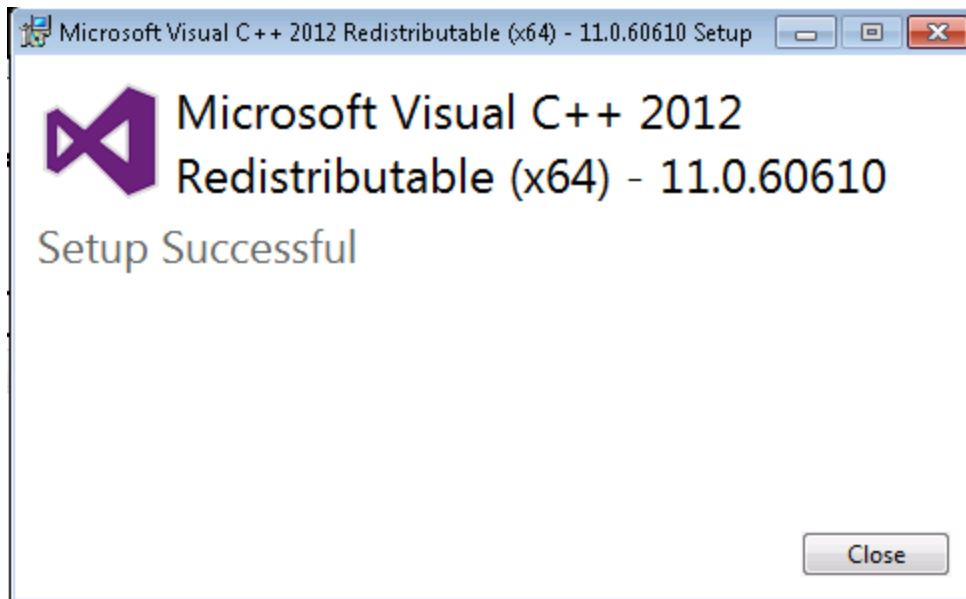 Microsoft Visual C++ 2012 Redistributable (x64) - 11.0.60610 Setup
Microsoft Visual C++ 2012
Redistributable (x64) - 11.0.60610
Setup Successful
Close